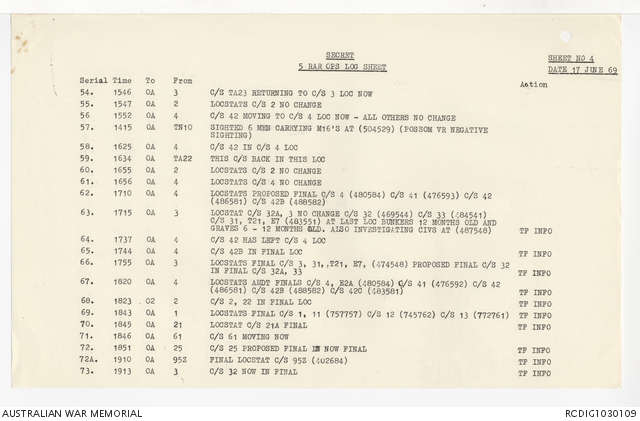 SECRET
5 RAR OPS LOG SHEET
SHEET NO 4
DATE 17 JUNE 69
Serial Time To From Action
54. 1546 OA 3 C/S TA23 RETURNING TO C/S 3 LOC NOW
55. 1547 OA 2 LOCSTATS C/S 2 NO CHANGE
56 1552 OA 4 C/S 42 MOVING TO C/S 4 LOC NOW - ALL OTHERS NO CHANGE
57. 1415 OA TN10 SIGHTED 6 MEN CARRYING M16'S AT (504529) (POSSOM VR NEGATIVE
SIGHTING)
58. 1625 OA 4 C/S 42 IN C/S 4 LOC
59. 1634 OA TA22 THIS C/S BACK IN THIS LOC
60. 1655 OA 2 LOCSTATS C/S 2 NO CHANGE
61. 1656 OA 4 LOCSTATS C/S 4 NO CHANGE
62. 1710 OA 4 LOCSTATS PROPOSED FINAL C/S 4 (480584) C/S 41 (476593) C/S 42
(486581) C/S 42B (488582)
63. 1715 OA 3 LOCSTAT C/S 32A, 3 NO CHANGE C/S 32 (469544) C/S 33 (484541)
C/S 31, T21, E7 (483551) AT LAST LOC BUNKERS 12 MONTHS OLD AND
GRAVES 6 - 12 MONTHS OLD. ALSO INVESTIGATING CIVS AT (487548) TF INFO
64. 1737 OA 4 C/S 42 HAS LEFT C/S 4 LOC
65. 1744 OA 4 C/S 42B IN FINAL LOC TF INFO
66. 1755 OA 3 LOCSTATS FINAL C/S 3, 31, T21, E7, (474548) PROPOSED FINAL C/S 32
IN FINAL C/S 32A, 33 TF INFO
67. 1820 OA 4 LOCSTATS AUDT FINALS C/S 4, E2A (480584) C/S 41 (476592) C/S 42
(486581) C/S 42B (488582) C/S 42C (483581) TF INFO
68. 1823 02 2 C/S 2, 22 IN FINAL LOC TF INFO
69. 1843 OA 1 LOCSTATS FINAL C/S 1, 11 (757757) C/S 12 (745762) C/S 13 (772761) TF INFO
70. 1849 OA 21 LOCSTAT C/S 21A FINAL TF INFO
71. 1846 OA 61 C/S 61 MOVING NOW
72. 1851 OA 25 C/S 25 PROPOSED FINAL IN NOW FINAL TF INFO
72A. 1910 OA 95Z FINAL LOCSTAT C/S 95Z (402684) TF INFO
73. 1913 OA 3 C/S 32 NOW IN FINAL TF INFO
AUSTRALIAN WAR MEMORIAL
RCDIG1030109